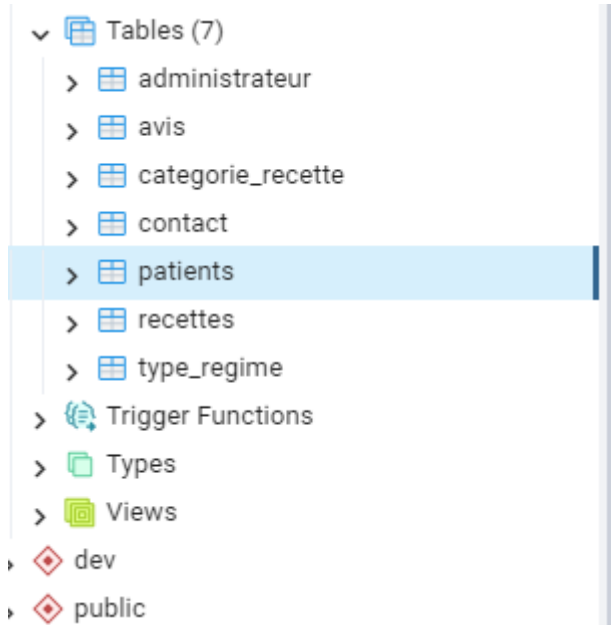 Tables (7)
administrateur
avis
categorie_recette
contact
patients
recettes
type_regime
Trigger Functions
Types
Views
dev
public